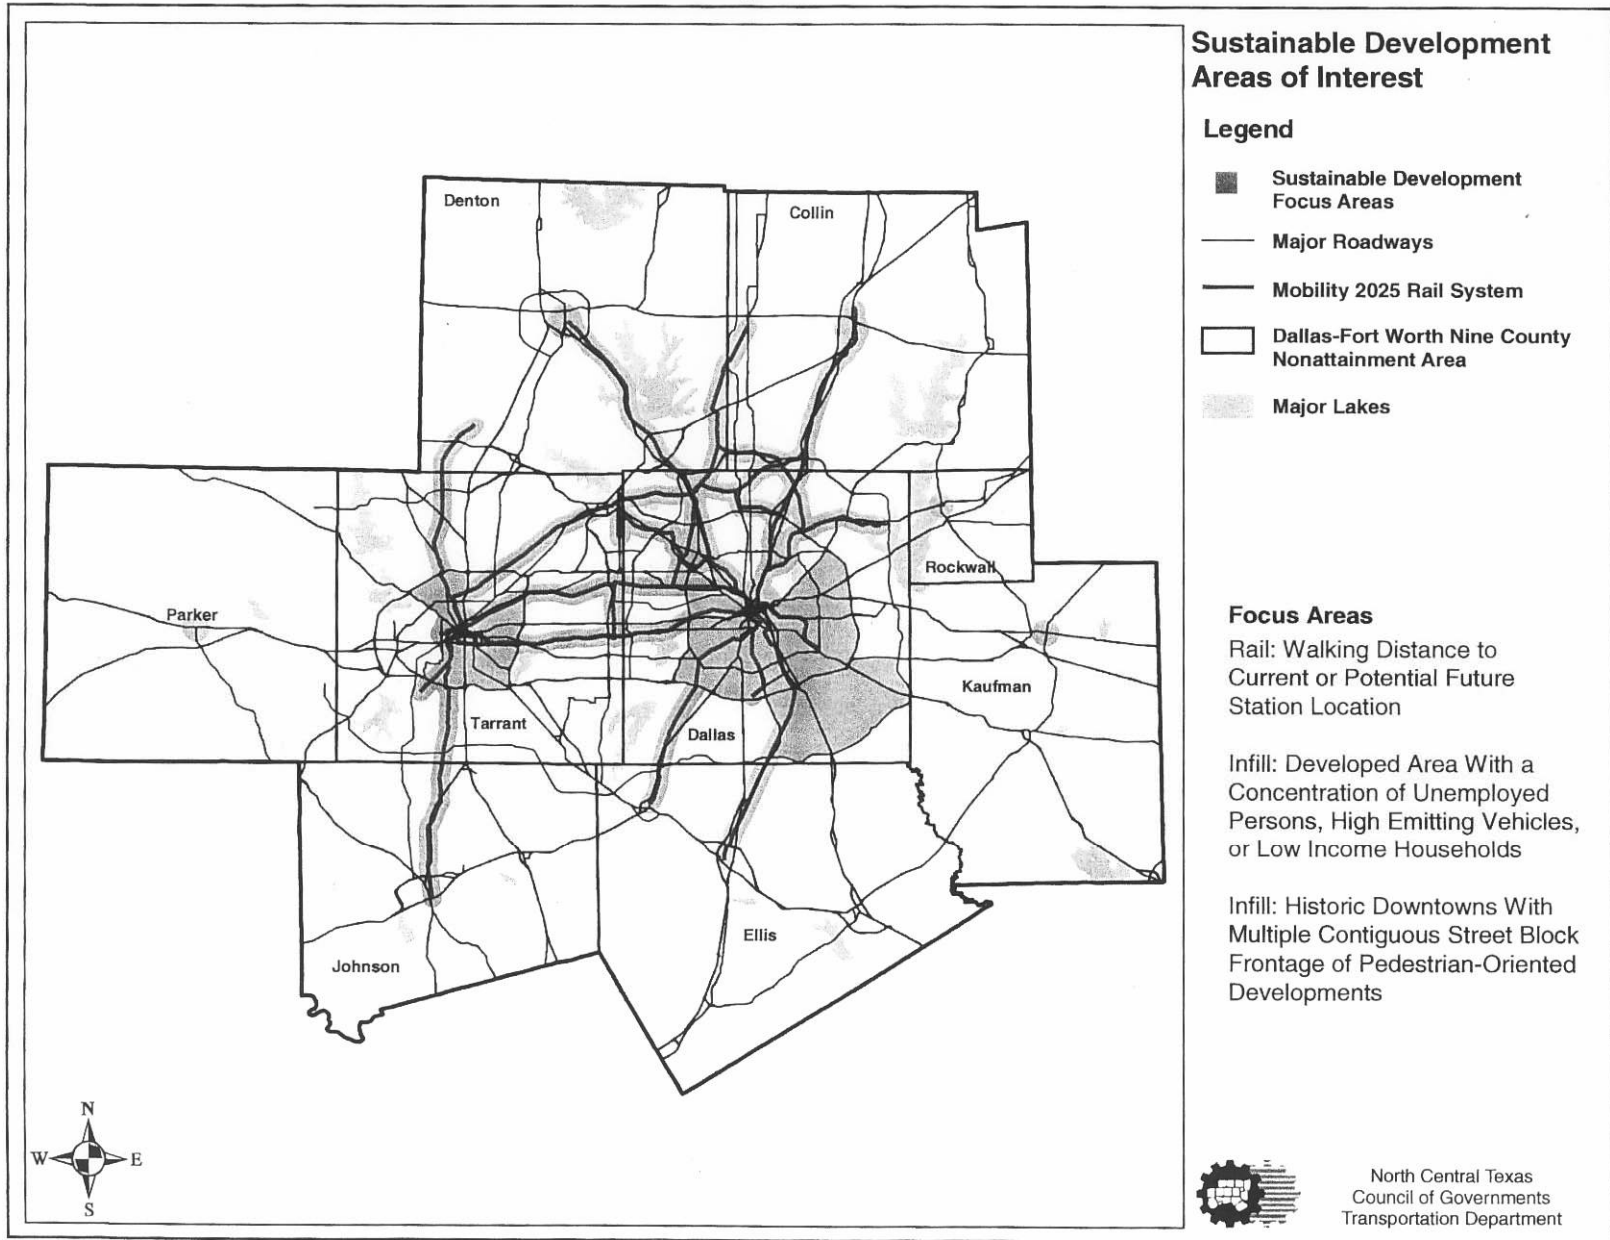 Sustainable Development
Areas of Interest
Legend
Sustainable Development
Focus Areas
Major Roadways
Mobility 2025 Rail System
Dallas-Fort Worth Nine County
Nonattainment Area
Major Lakes
Denton
Collin
Rockwall
Parker
Kaufman
Tarrant
Dallas
Ellis
Johnson
Focus Areas
Rail: Walking Distance to
Current or Potential Future
Station Location
Infill: Developed Area With a
Concentration of Unemployed
Persons, High Emitting Vehicles,
or Low Income Households
Infill: Historic Downtowns With
Multiple Contiguous Street Block
Frontage of Pedestrian-Oriented
Developments
N
W
E
S
North Central Texas
Council of Governments
Transportation Department